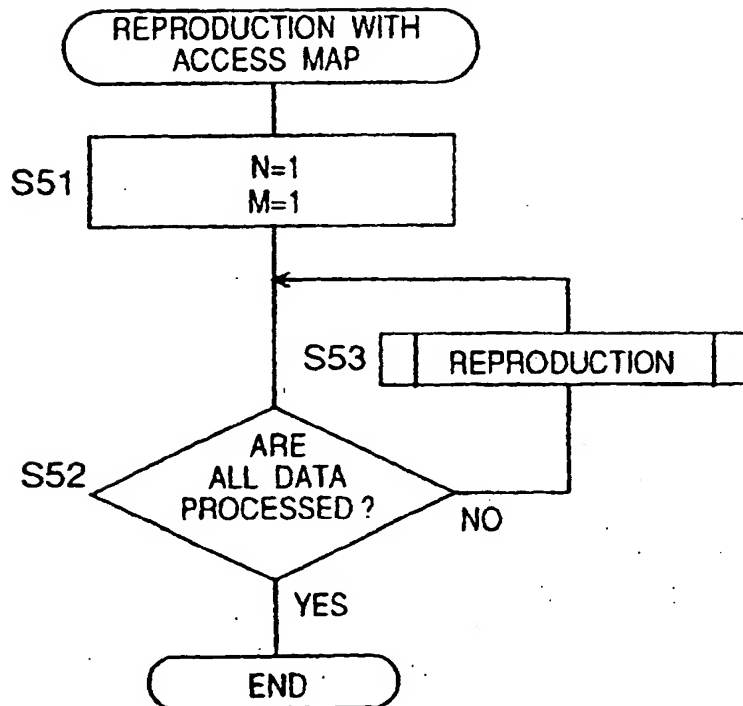 REPRODUCTION WITH
ACCESS MAP
S51
N=1
M=1
S53
REPRODUCTION
S52
ARE
ALL DATA
PROCESSED?
NO
YES
END